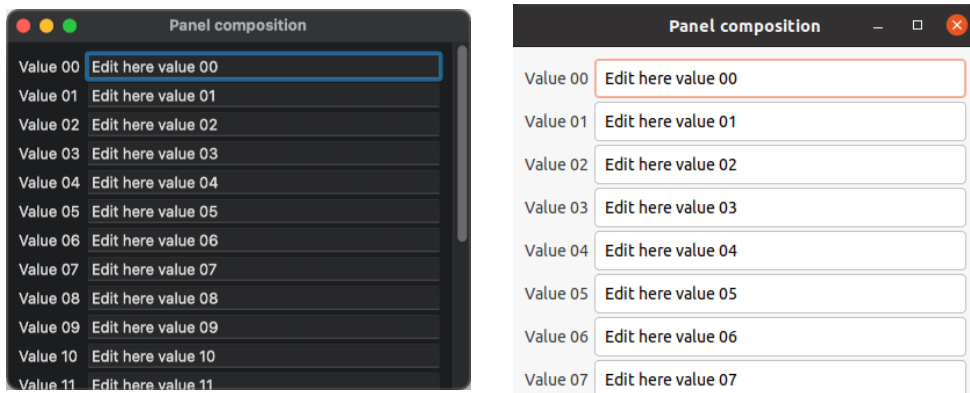 Panel composition
Value 00 Edit here value 00
Value 01 Edit here value 01
Value 02 Edit here value 02
Value 03 Edit here value 03
Value 04 Edit here value 04
Value 05 Edit here value 05
Value 06 Edit here value 06
Value 07 Edit here value 07
Value 08 Edit here value 08
Value 09 Edit here value 09
Value 10 Edit here value 10
Value 11 Edit here value 11
Panel composition
Value 00 Edit here value 00
Value 01 Edit here value 01
Value 02 Edit here value 02
Value 03 Edit here value 03
Value 04 Edit here value 04
Value 05 Edit here value 05
Value 06 Edit here value 06
Value 07 Edit here value 07